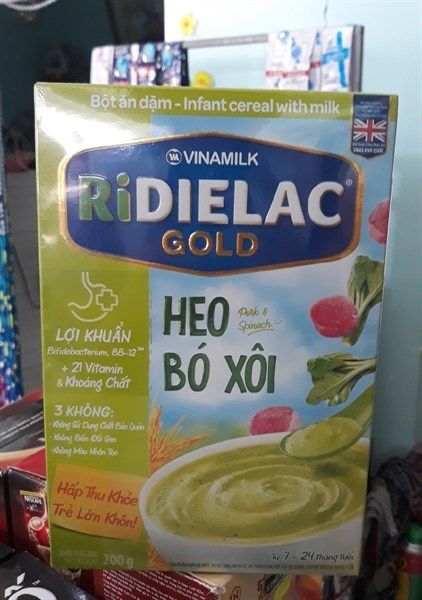 Bột ăn dặm - Infant cereal with milk
VINAMILK
RiDIELAC
GOLD
HEO
Pork &
Spinach
BÓ XÔI
LỢI KHUẨN
Bifidobacterium, BB-12™
+ 21 Vitamin
& Khoáng Chất
3 KHÔNG:
-Không Sử Dụng Chất Bảo Quản
-Không Biến Đổi Gen
-Không Màu Nhân Tạo
Hấp Thu Khỏe
Trẻ Lớn Khôn!
200g
Từ 7 - 24 tháng tuổi